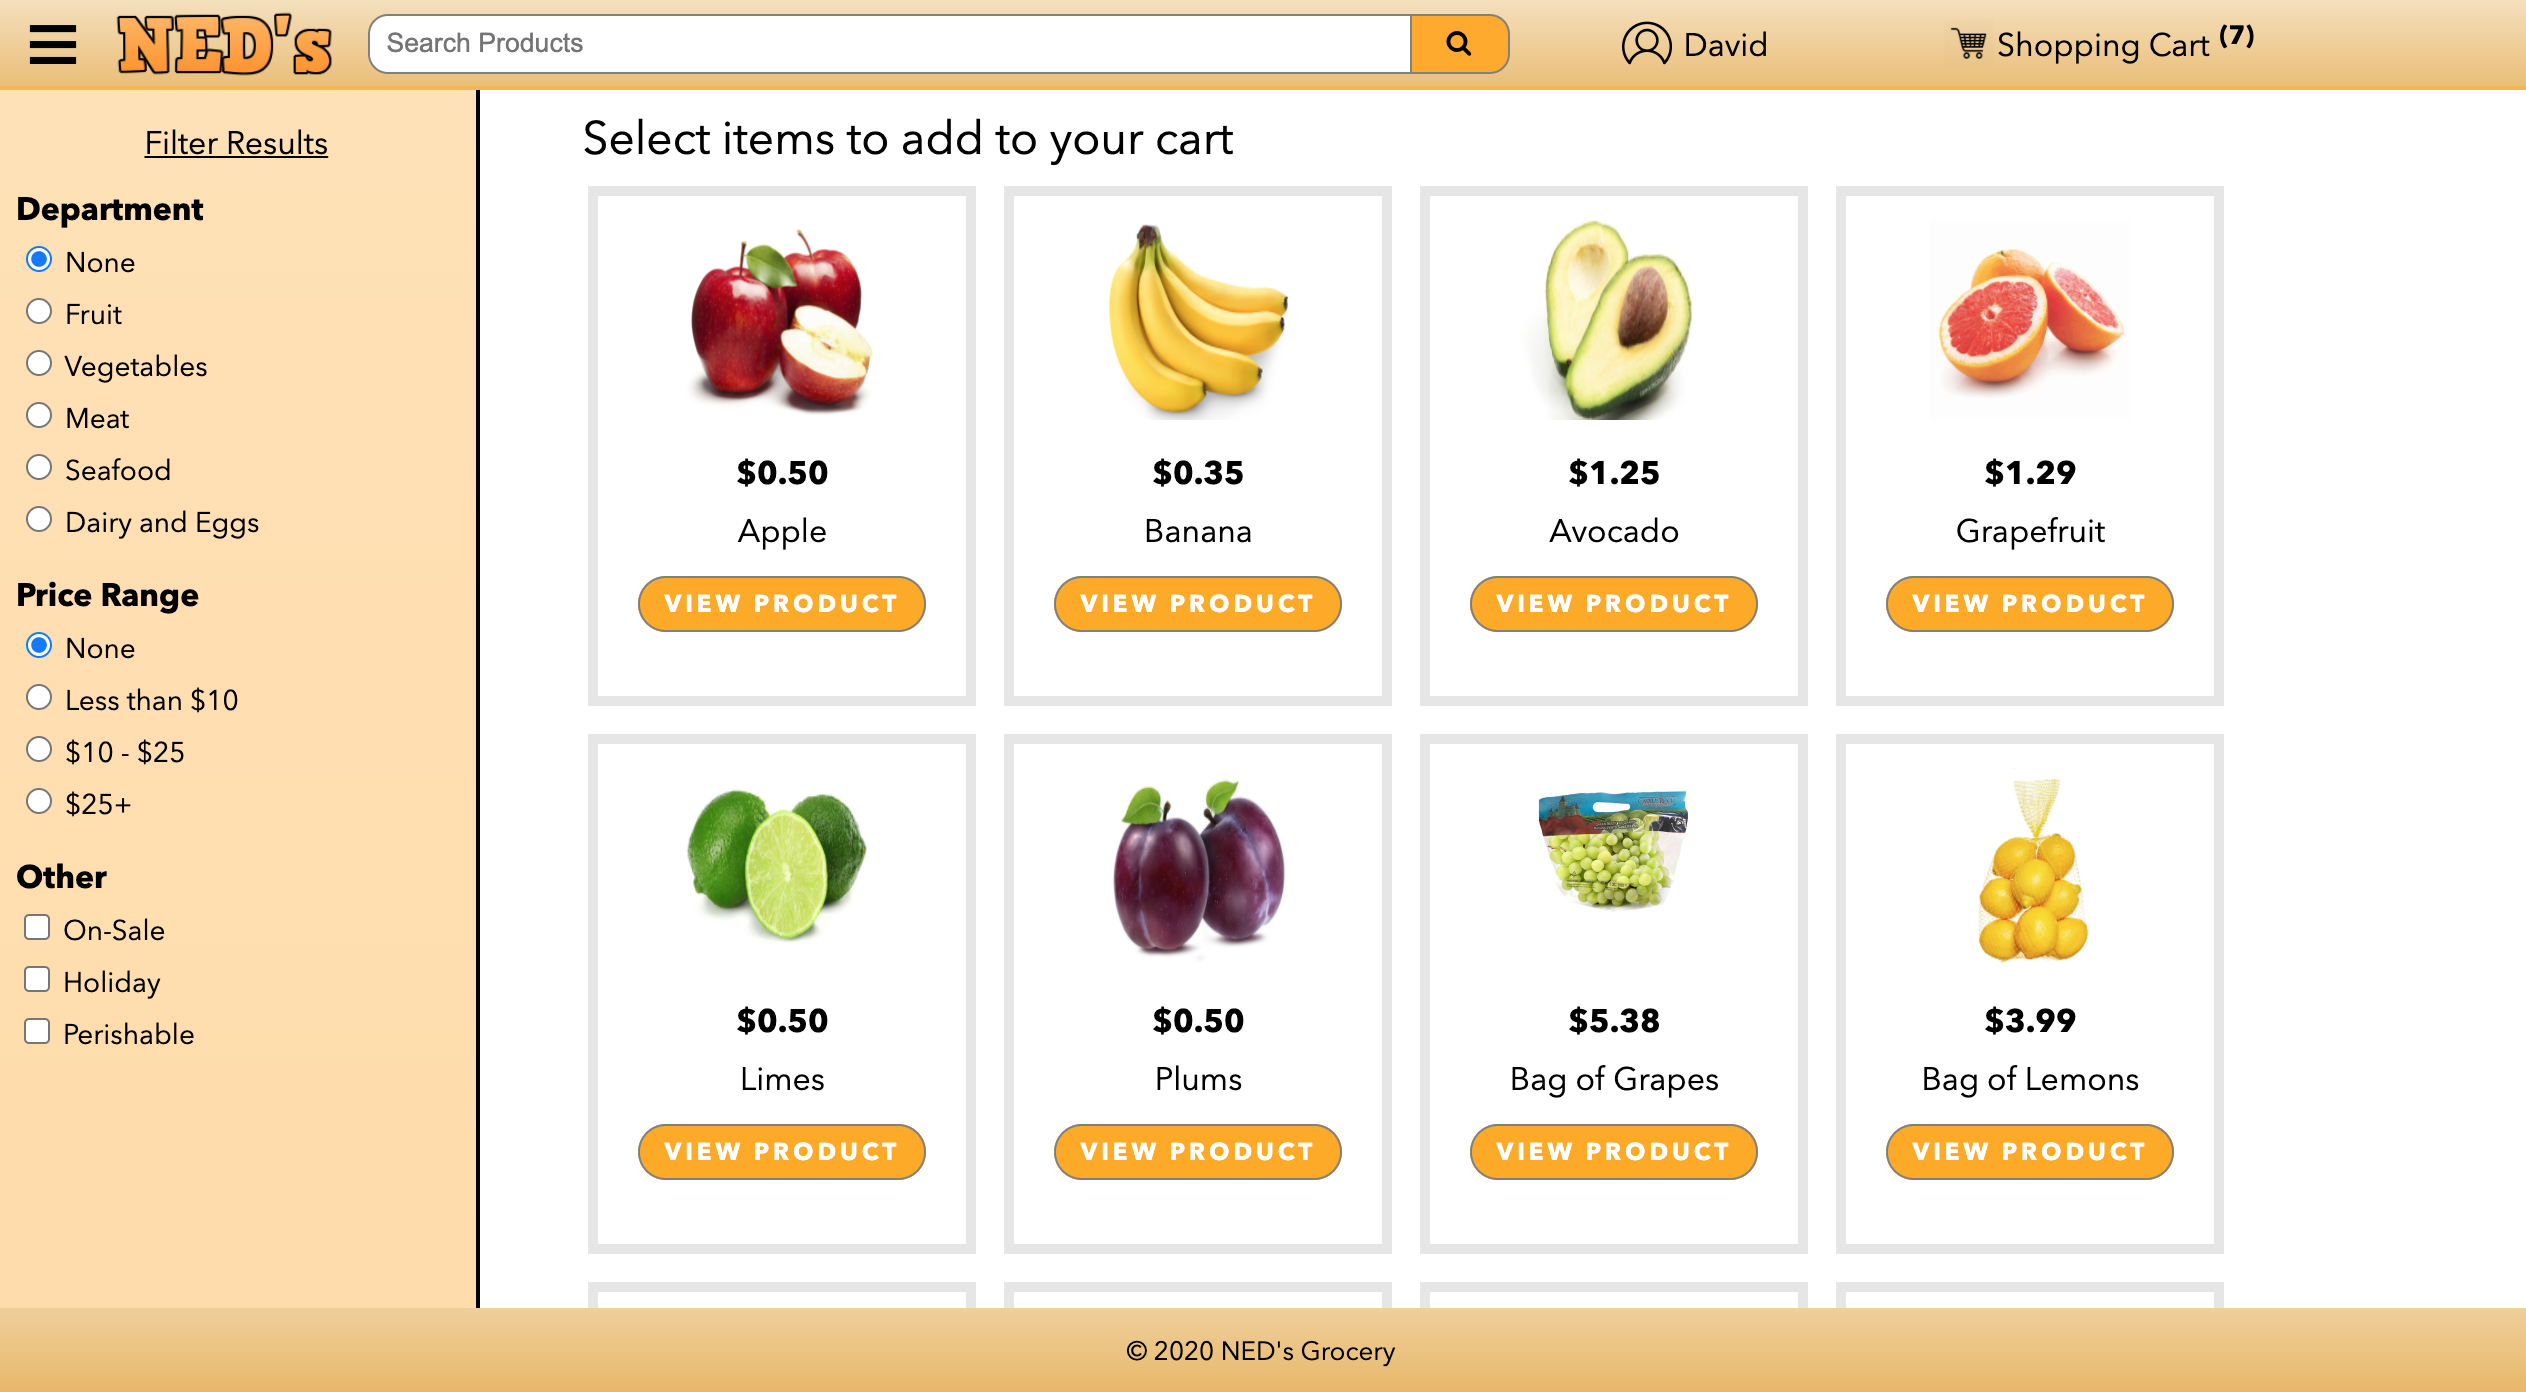 NED's
Search Products
David
Shopping Cart (7)
Filter Results
Department
None
Fruit
Vegetables
Meat
Seafood
Dairy and Eggs
Price Range
None
Less than $10
$10 - $25
$25+
Other
On-Sale
Holiday
Perishable
Select items to add to your cart
$0.50
Apple
VIEW PRODUCT
$0.35
Banana
VIEW PRODUCT
$1.25
Avocado
VIEW PRODUCT
$1.29
Grapefruit
VIEW PRODUCT
$0.50
Limes
VIEW PRODUCT
$0.50
Plums
VIEW PRODUCT
$5.38
Bag of Grapes
VIEW PRODUCT
$3.99
Bag of Lemons
VIEW PRODUCT
© 2020 NED's Grocery